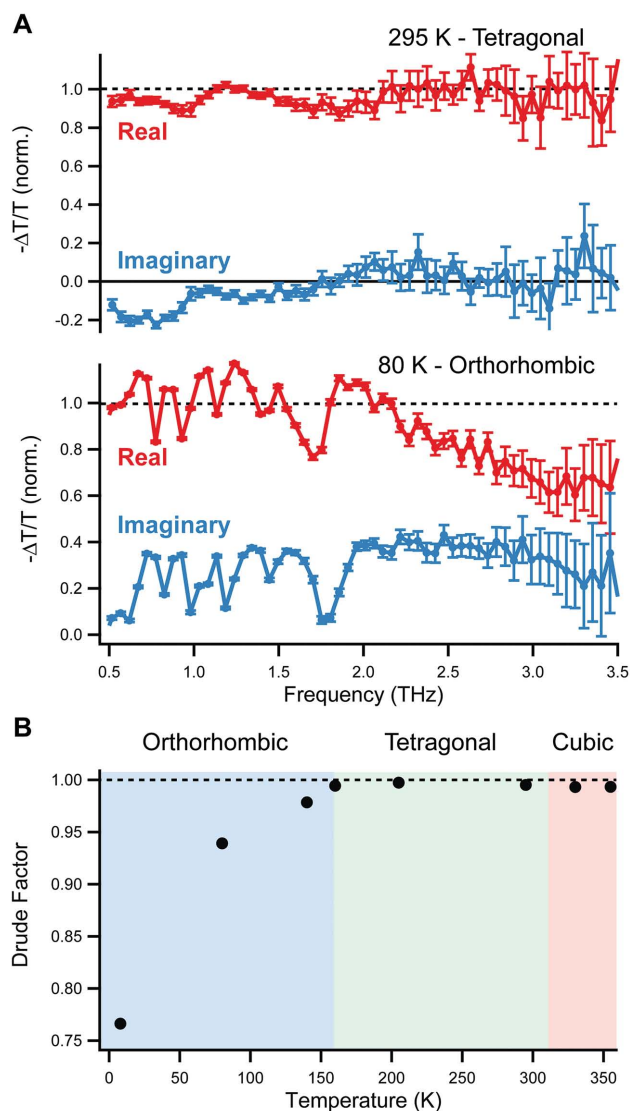 A
295 K - Tetragonal
1.0
Real
0.8
0.6
-ΔT/T (norm.)
0.4
Imaginary
0.2
0.0
-0.2
80 K - Orthorhombic
1.0
0.8
Real
-ΔT/T (norm.)
0.6
Imaginary
0.4
0.2
0.0
0.5 1.0 1.5 2.0 2.5 3.0 3.5
Frequency (THz)
B
Orthorhombic Tetragonal Cubic
1.00
0.95
0.90
Drude Factor
0.85
0.80
0.75
0 50 100 150 200 250 300 350
Temperature (K)